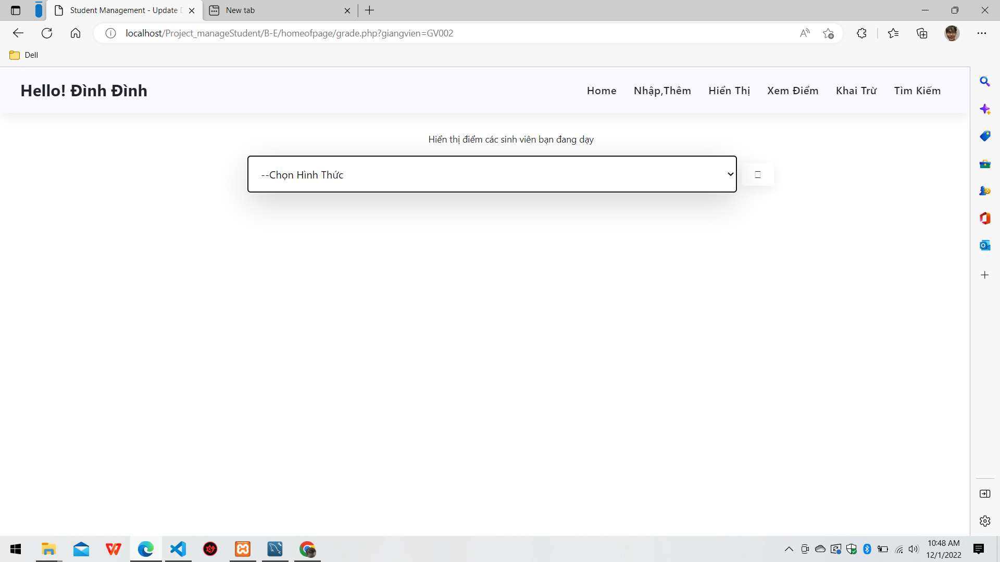 Student Management - Update
New tab
localhost/Project_manageStudent/B-E/homeofpage/grade.php?giangvien=GV002
Dell
Hello! Đình Đình
Home Nhập,Thêm Hiển Thị Xem Điểm Khai Trừ Tìm Kiếm
Hiển thị điểm các sinh viên bạn đang dạy
--Chọn Hình Thức
10:48 AM
12/1/2022